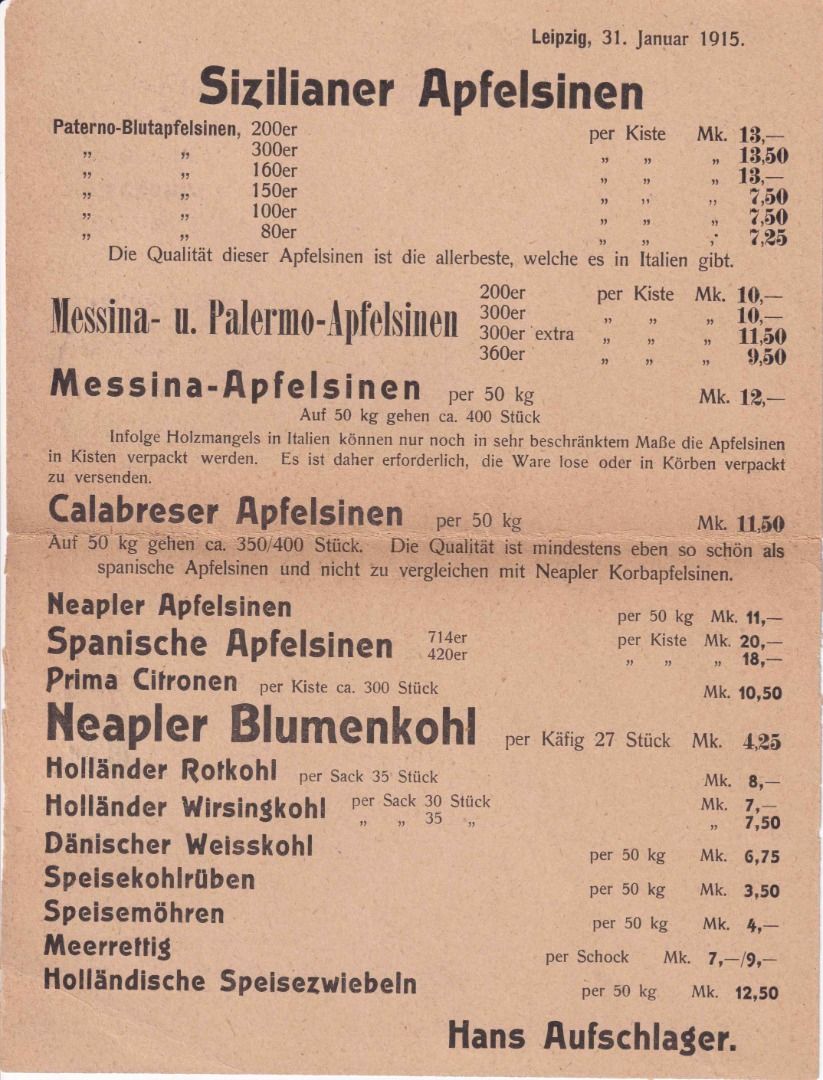 Leipzig, 31. Januar 1915.
Sizilianer Apfelsinen
Paterno-Blutapfelsinen, 200er per Kiste Mk. 13,—
„ „ 300er „ „ „ 13,50
„ „ 160er „ „ „ 13,—
„ „ 150er „ „ „ 7,50
„ „ 100er „ „ „ 7,50
„ „ 80er „ „ „ 7,25
Die Qualität dieser Apfelsinen ist die allerbeste, welche es in Italien gibt.
Messina- u. Palermo-Apfelsinen 200er per Kiste Mk. 10,—
300er „ „ „ 10,—
300er extra „ „ „ 11,50
360er „ „ „ 9,50
Messina-Apfelsinen per 50 kg Mk. 12,—
Auf 50 kg gehen ca. 400 Stück
Infolge Holzmangels in Italien können nur noch in sehr beschränktem Maße die Apfelsinen
in Kisten verpackt werden. Es ist daher erforderlich, die Ware lose oder in Körben verpackt
zu versenden.
Calabreser Apfelsinen per 50 kg Mk. 11,50
Auf 50 kg gehen ca. 350/400 Stück. Die Qualität ist mindestens eben so schön als
spanische Apfelsinen und nicht zu vergleichen mit Neapler Korbapfelsinen.
Neapler Apfelsinen per 50 kg Mk. 11,—
Spanische Apfelsinen 714er per Kiste Mk. 20,—
420er „ „ „ 18,—
Prima Citronen per Kiste ca. 300 Stück Mk. 10,50
Neapler Blumenkohl per Käfig 27 Stück Mk. 4,25
Holländer Rotkohl per Sack 35 Stück Mk. 8,—
Holländer Wirsingkohl per Sack 30 Stück Mk. 7,—
„ „ 35 „ „ 7,50
Dänischer Weisskohl per 50 kg Mk. 6,75
Speisekohlrüben per 50 kg Mk. 3,50
Speisemöhren per 50 kg Mk. 4,—
Meerrettig per Schock Mk. 7,—/9,—
Holländische Speisezwiebeln per 50 kg Mk. 12,50
Hans Aufschlager.